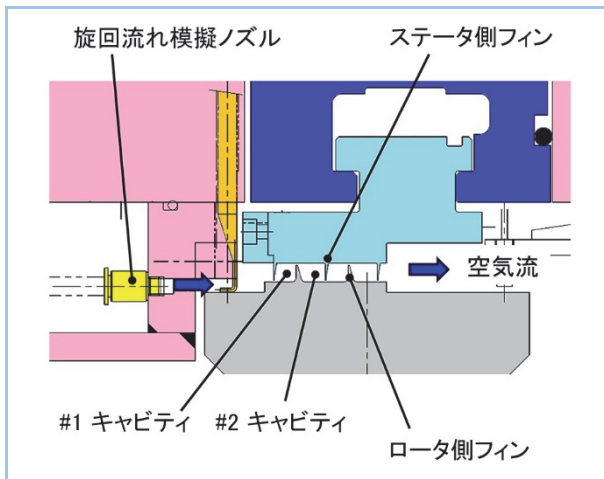 旋回流れ模擬ノズル
ステータ側フィン
空気流
#1 キャビティ
#2 キャビティ
ロータ側フィン